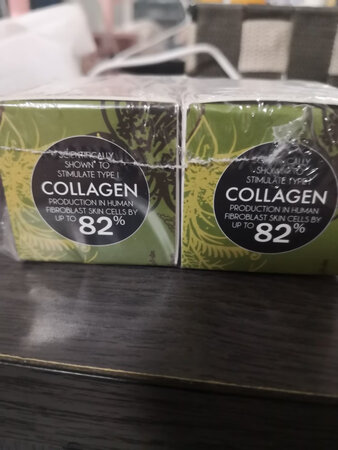 SCIENTIFICALLY
SHOWN* TO
STIMULATE TYPE I
COLLAGEN
PRODUCTION IN HUMAN
FIBROBLAST SKIN CELLS BY
UP TO 82%
SCIENTIFICALLY
SHOWN* TO
STIMULATE TYPE I
COLLAGEN
PRODUCTION IN HUMAN
FIBROBLAST SKIN CELLS BY
UP TO 82%